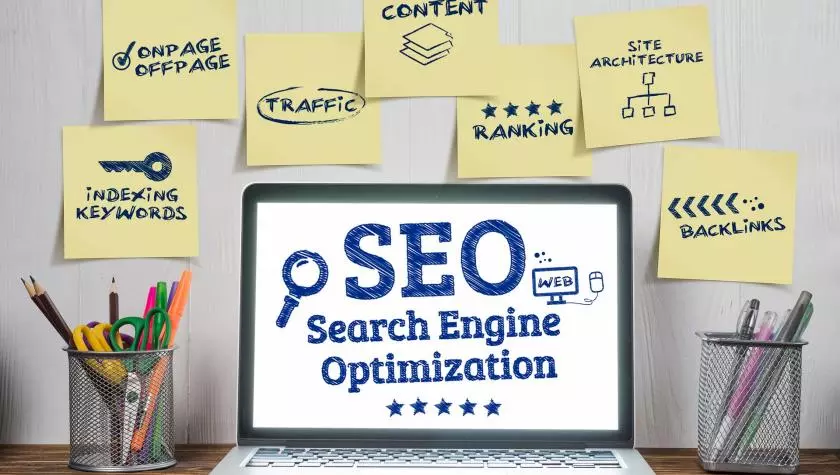 ONPAGE
OFFPAGE
TRAFFIC
CONTENT
RANKING
SITE
ARCHITECTURE
INDEXING
KEYWORDS
BACKLINKS
SEO
WEB
Search Engine
Optimization